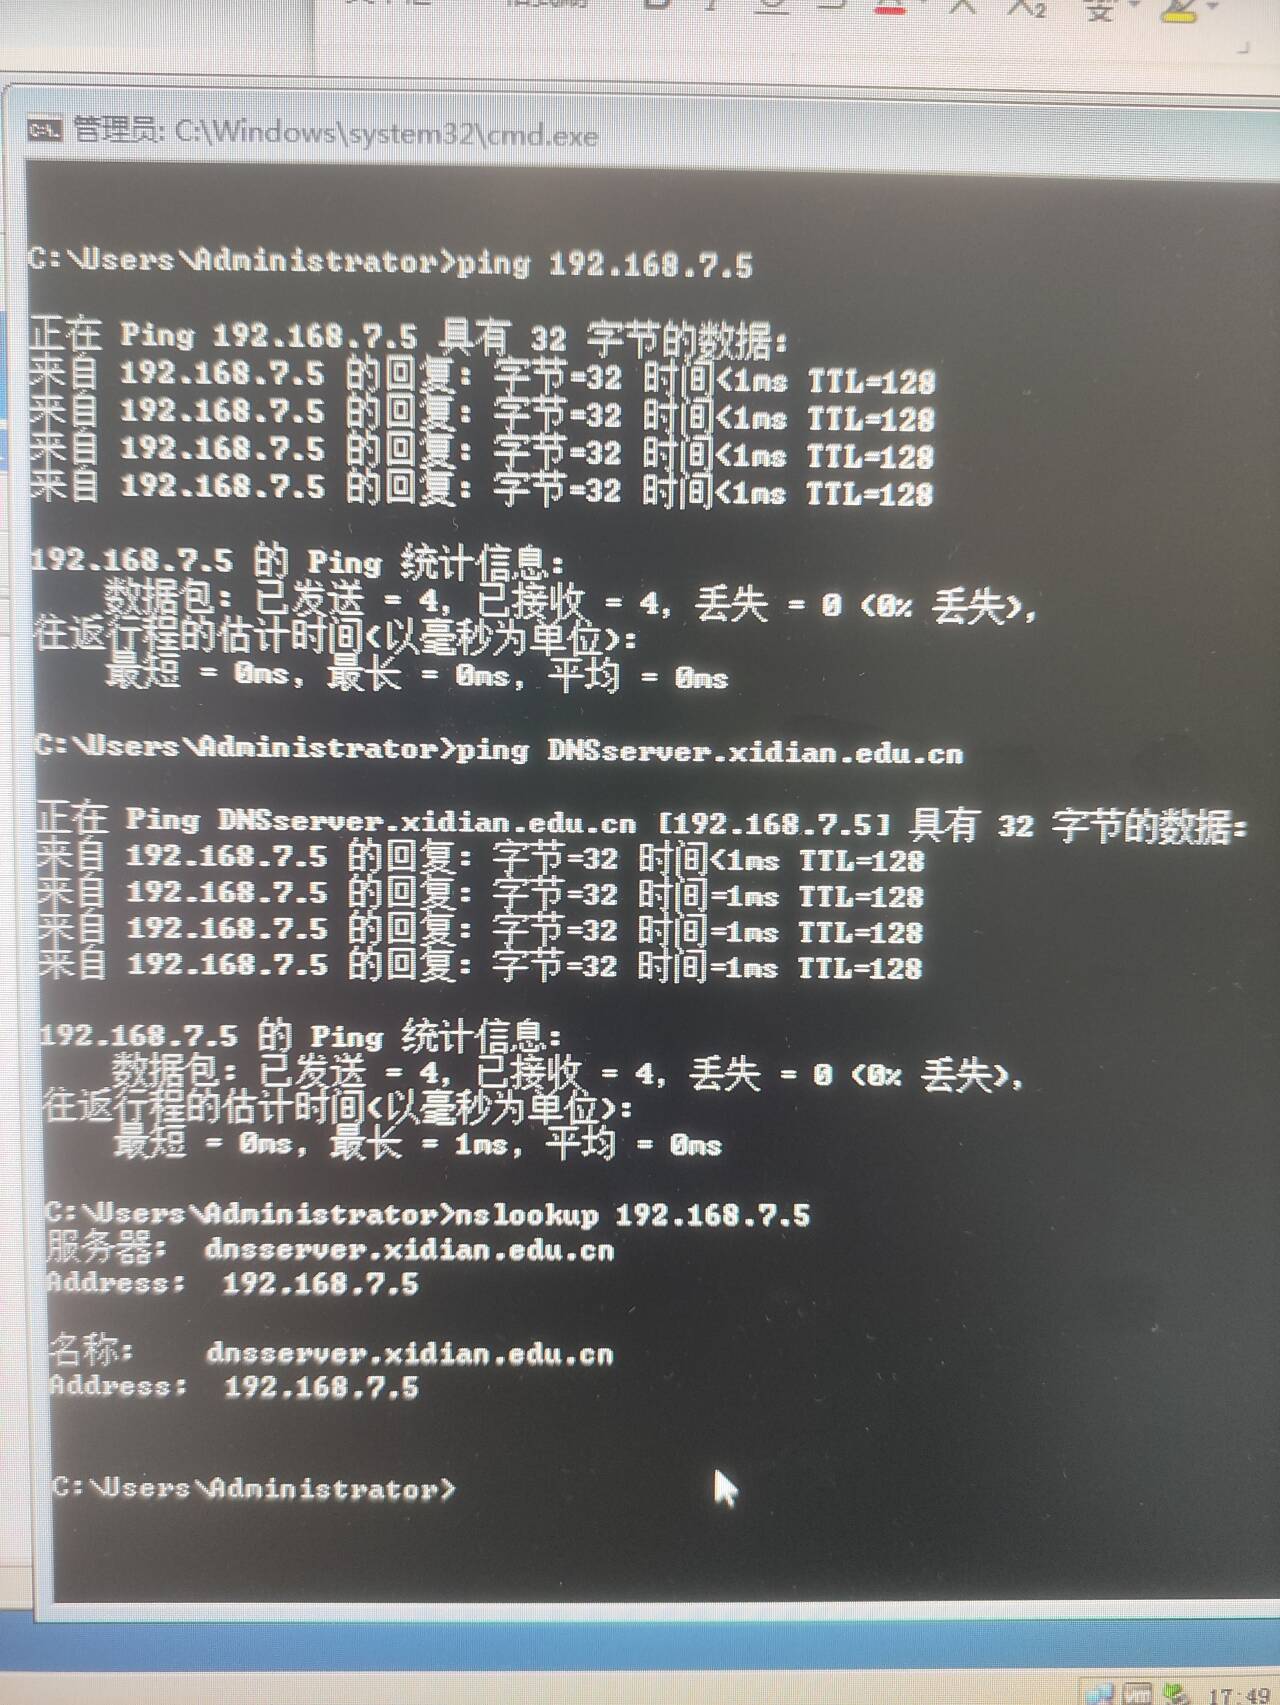 管理员: C:\Windows\system32\cmd.exe
C:\Users\Administrator>ping 192.168.7.5
正在 Ping 192.168.7.5 具有 32 字节的数据:
来自 192.168.7.5 的回复: 字节=32 时间<1ms TTL=128
来自 192.168.7.5 的回复: 字节=32 时间<1ms TTL=128
来自 192.168.7.5 的回复: 字节=32 时间<1ms TTL=128
来自 192.168.7.5 的回复: 字节=32 时间<1ms TTL=128
192.168.7.5 的 Ping 统计信息:
数据包: 已发送 = 4, 已接收 = 4, 丢失 = 0 (0% 丢失),
往返行程的估计时间(以毫秒为单位):
最短 = 0ms, 最长 = 0ms, 平均 = 0ms
C:\Users\Administrator>ping DNSserver.xidian.edu.cn
正在 Ping DNSserver.xidian.edu.cn [192.168.7.5] 具有 32 字节的数据:
来自 192.168.7.5 的回复: 字节=32 时间<1ms TTL=128
来自 192.168.7.5 的回复: 字节=32 时间=1ms TTL=128
来自 192.168.7.5 的回复: 字节=32 时间=1ms TTL=128
来自 192.168.7.5 的回复: 字节=32 时间=1ms TTL=128
192.168.7.5 的 Ping 统计信息:
数据包: 已发送 = 4, 已接收 = 4, 丢失 = 0 (0% 丢失),
往返行程的估计时间(以毫秒为单位):
最短 = 0ms, 最长 = 1ms, 平均 = 0ms
C:\Users\Administrator>nslookup 192.168.7.5
服务器: dnsserver.xidian.edu.cn
Address: 192.168.7.5
名称: dnsserver.xidian.edu.cn
Address: 192.168.7.5
C:\Users\Administrator>
17:49